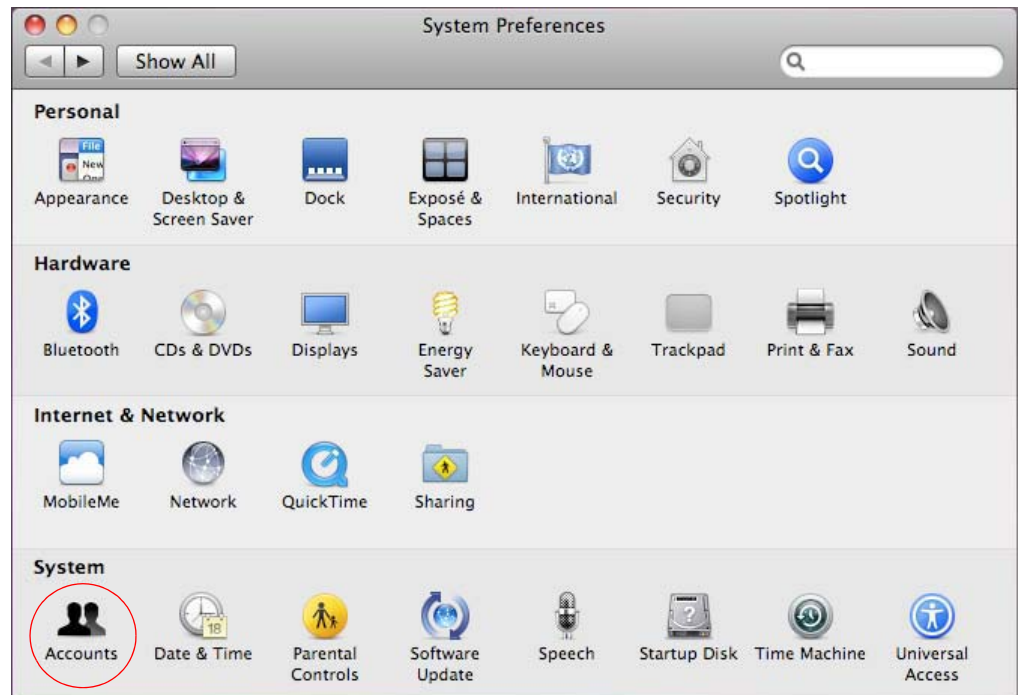 System Preferences
Show All
Personal
File
New
One
Appearance
Desktop &
Screen Saver
Dock
Exposé &
Spaces
International
Security
Spotlight
Hardware
Bluetooth
CDs & DVDs
Displays
Energy
Saver
Keyboard &
Mouse
Trackpad
Print & Fax
Sound
Internet & Network
MobileMe
Network
QuickTime
Sharing
System
18
?
Accounts
Date & Time
Parental
Controls
Software
Update
Speech
Startup Disk
Time Machine
Universal
Access